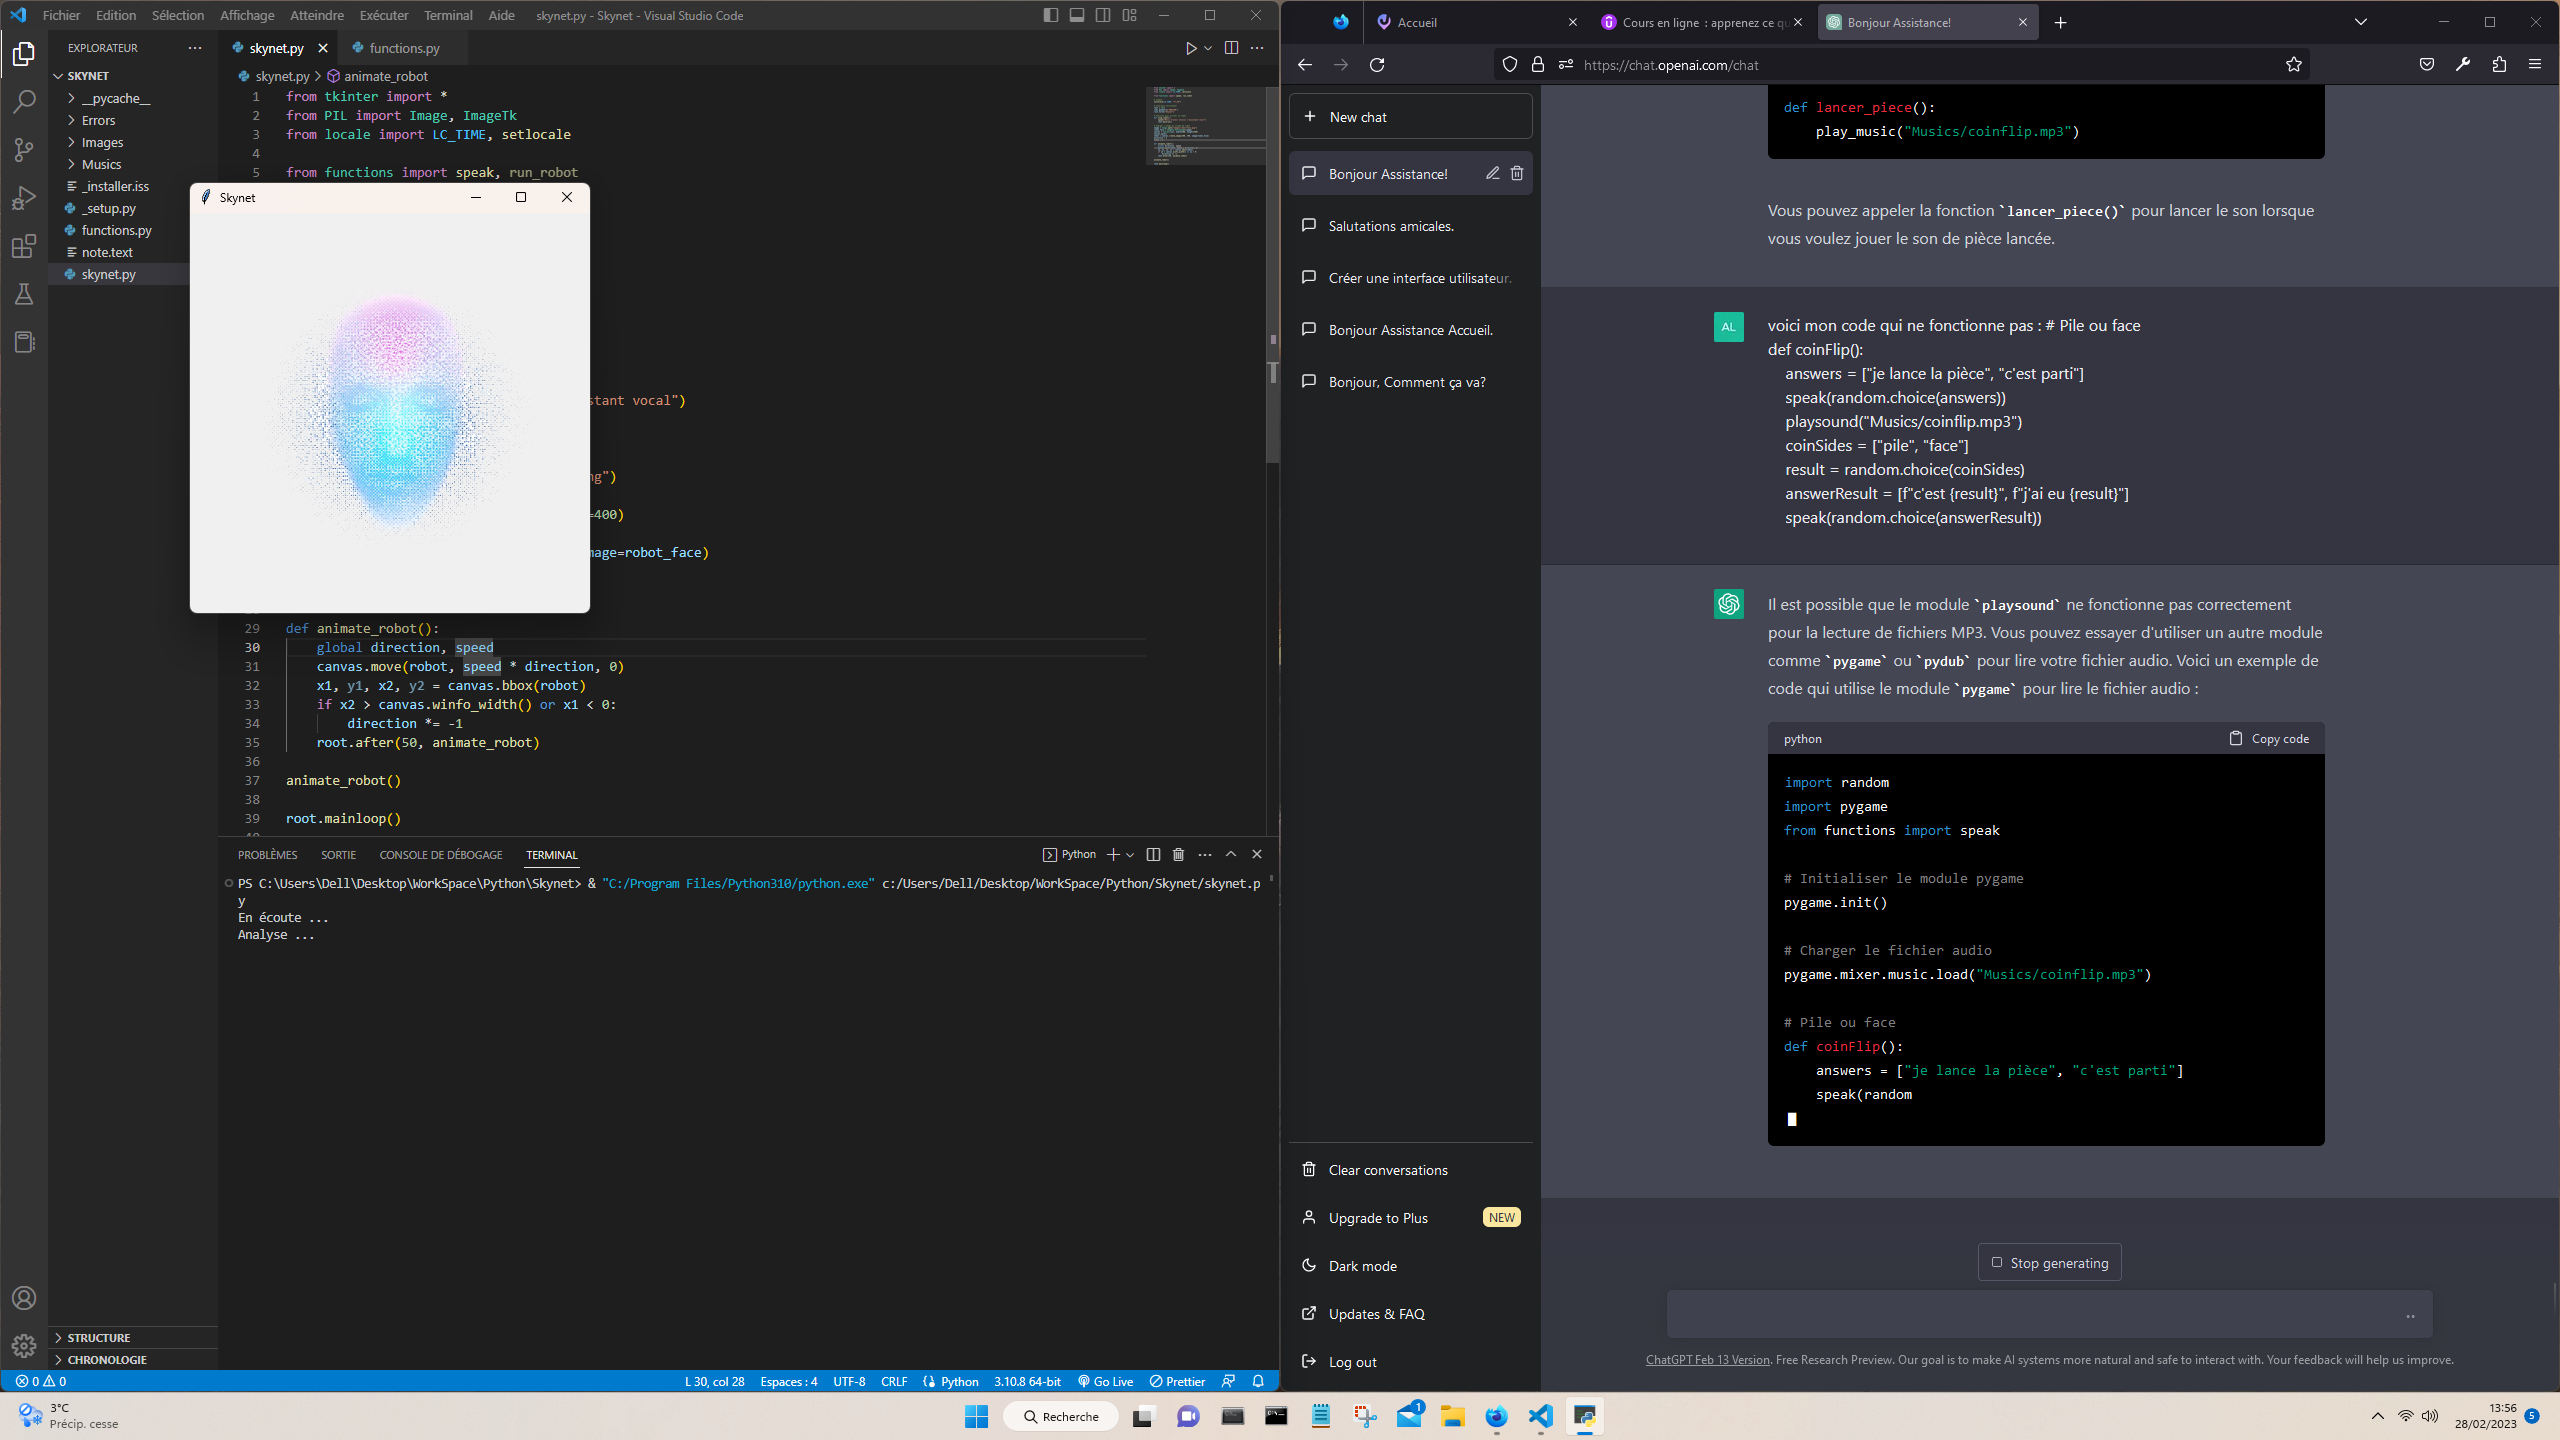 Fichier Edition Sélection Affichage Atteindre Exécuter Terminal Aide skynet.py - Skynet - Visual Studio Code
EXPLORATEUR
SKYNET
__pycache__
Errors
Images
Musics
_installer.iss
_setup.py
functions.py
note.text
skynet.py
STRUCTURE
CHRONOLOGIE
skynet.py functions.py
skynet.py > animate_robot
1 from tkinter import *
2 from PIL import Image, ImageTk
3 from locale import LC_TIME, setlocale
4
5 from functions import speak, run_robot
Skynet
stant vocal")
ng")
=400)
mage=robot_face)
29 def animate_robot():
30 global direction, speed
31 canvas.move(robot, speed * direction, 0)
32 x1, y1, x2, y2 = canvas.bbox(robot)
33 if x2 > canvas.winfo_width() or x1 < 0:
34 direction *= -1
35 root.after(50, animate_robot)
36
37 animate_robot()
38
39 root.mainloop()
PROBLÈMES SORTIE CONSOLE DE DÉBOGAGE TERMINAL Python
PS C:\Users\Dell\Desktop\WorkSpace\Python\Skynet> & "C:/Program Files/Python310/python.exe" c:/Users/Dell/Desktop/WorkSpace/Python/Skynet/skynet.p
y
En écoute ...
Analyse ...
0 0 L 30, col 28 Espaces : 4 UTF-8 CRLF Python 3.10.8 64-bit Go Live Prettier
Accueil Cours en ligne : apprenez ce qu Bonjour Assistance!
https://chat.openai.com/chat
New chat
Bonjour Assistance!
Salutations amicales.
Créer une interface utilisateur.
Bonjour Assistance Accueil.
Bonjour, Comment ça va?
Clear conversations
Upgrade to Plus NEW
Dark mode
Updates & FAQ
Log out
def lancer_piece():
play_music("Musics/coinflip.mp3")
Vous pouvez appeler la fonction `lancer_piece()` pour lancer le son lorsque
vous voulez jouer le son de pièce lancée.
AL
voici mon code qui ne fonctionne pas : # Pile ou face
def coinFlip():
answers = ["je lance la pièce", "c'est parti"]
speak(random.choice(answers))
playsound("Musics/coinflip.mp3")
coinSides = ["pile", "face"]
result = random.choice(coinSides)
answerResult = [f"c'est {result}", f"j'ai eu {result}"]
speak(random.choice(answerResult))
Il est possible que le module `playsound` ne fonctionne pas correctement
pour la lecture de fichiers MP3. Vous pouvez essayer d'utiliser un autre module
comme `pygame` ou `pydub` pour lire votre fichier audio. Voici un exemple de
code qui utilise le module `pygame` pour lire le fichier audio :
python Copy code
import random
import pygame
from functions import speak
# Initialiser le module pygame
pygame.init()
# Charger le fichier audio
pygame.mixer.music.load("Musics/coinflip.mp3")
# Pile ou face
def coinFlip():
answers = ["je lance la pièce", "c'est parti"]
speak(random
Stop generating
ChatGPT Feb 13 Version. Free Research Preview. Our goal is to make AI systems more natural and safe to interact with. Your feedback will help us improve.
3°C
Précip. cesse
Recherche
1
13:56
28/02/2023
5